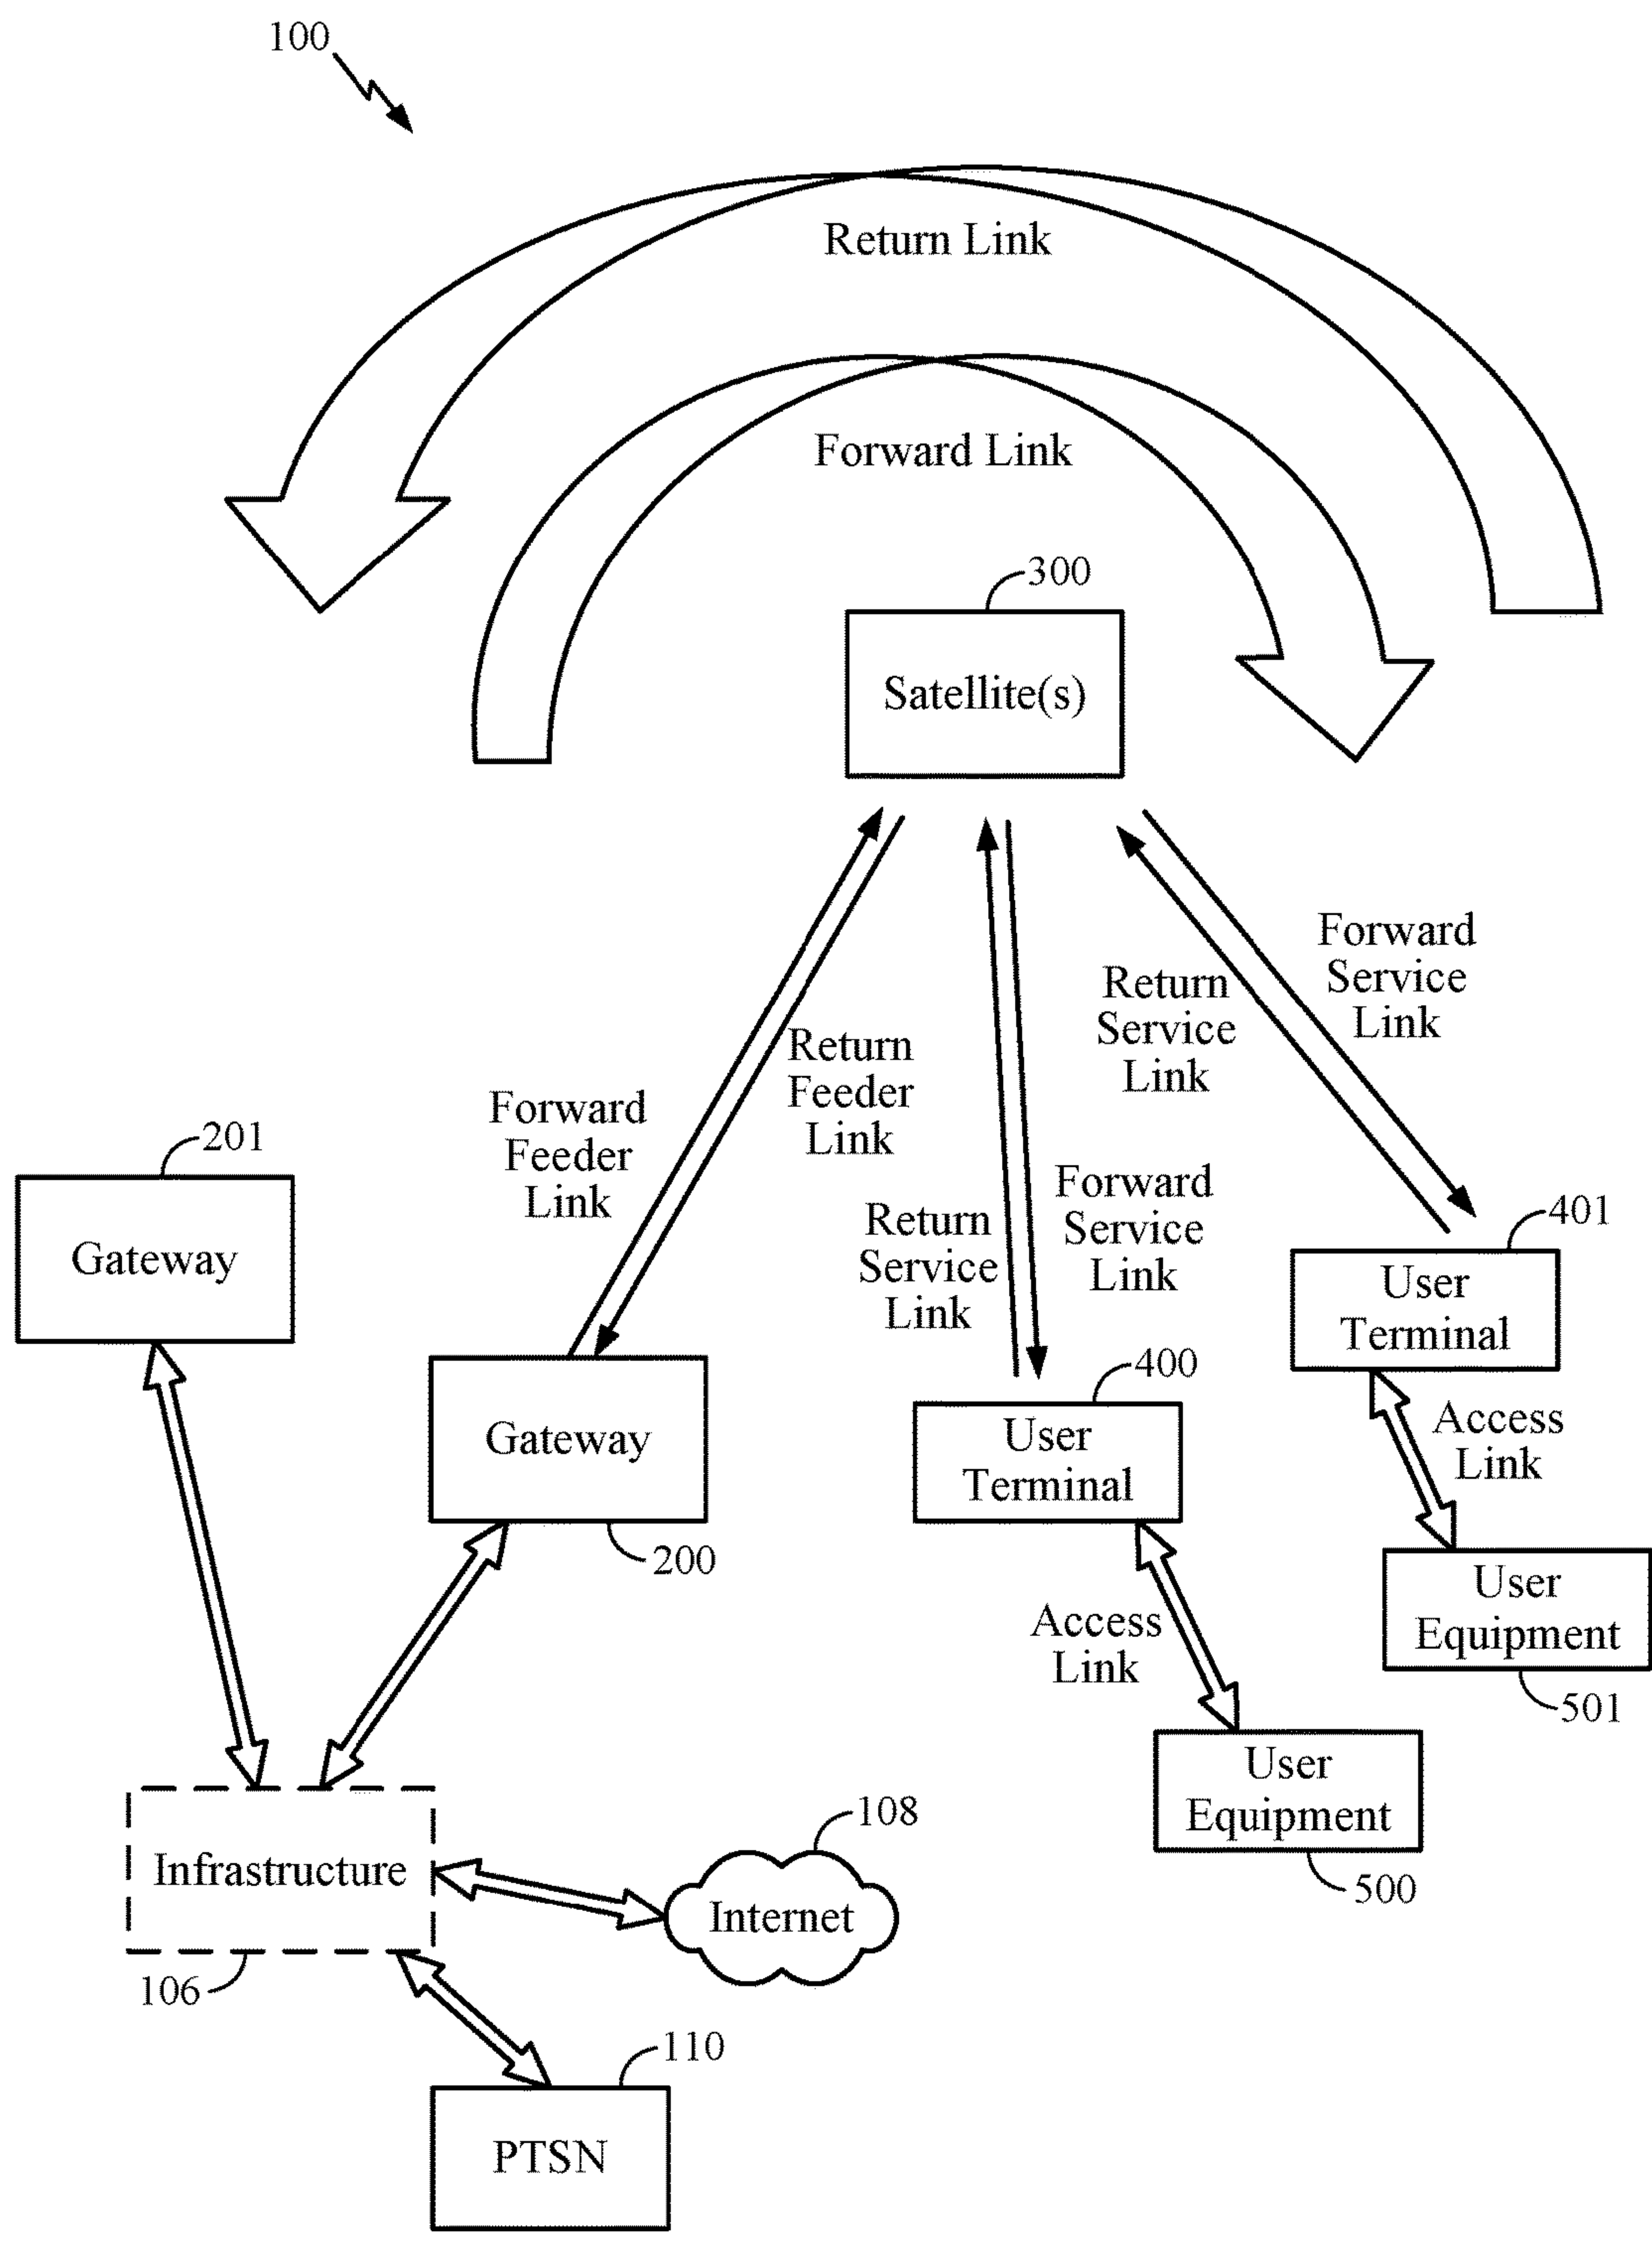 100
Return Link
Forward Link
300
Satellite(s)
Forward
Service
Link
Return
Service
Link
Return
Feeder
Link
Forward
Feeder
Link
201
Gateway
Return
Service
Link
Forward
Service
Link
401
User
Terminal
Gateway
200
400
User
Terminal
Access
Link
User
Equipment
501
Access
Link
User
Equipment
500
Infrastructure
106
108
Internet
110
PTSN